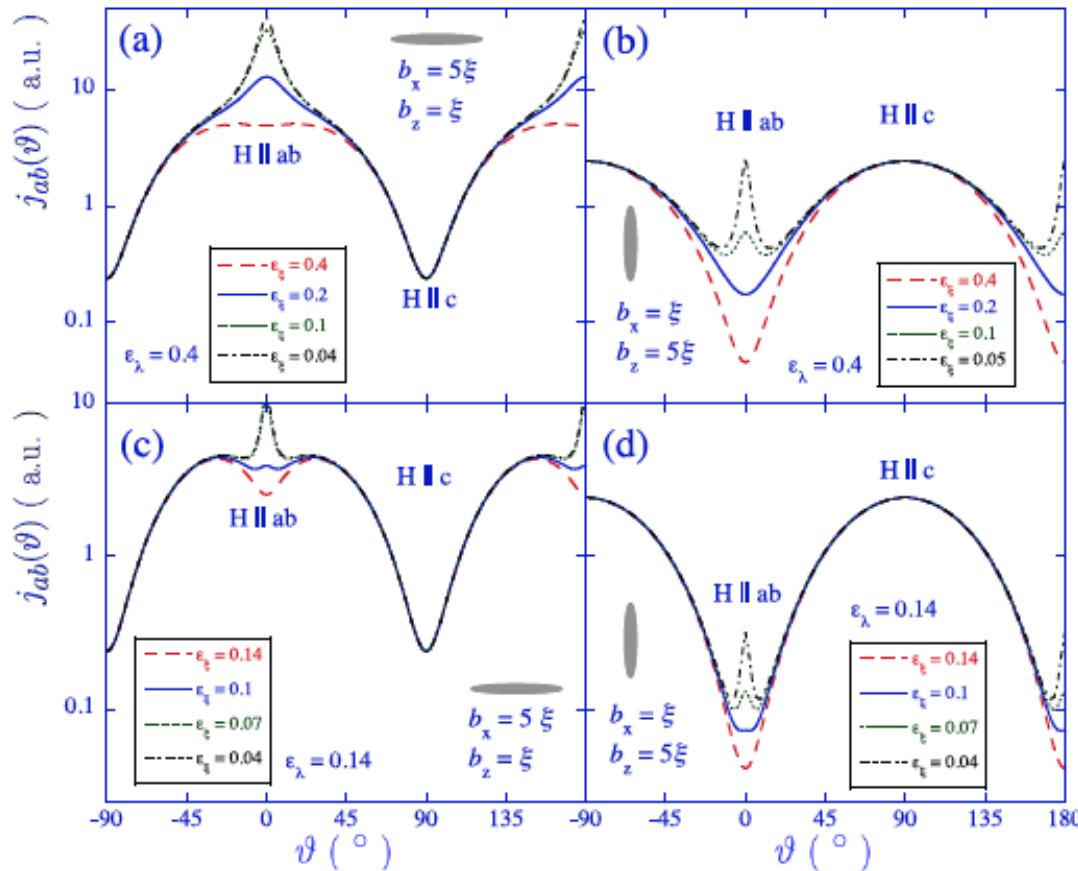 j_ab(ϑ) ( a.u. )
10
1
0.1
(a)
b_x = 5ξ
b_z = ξ
H ∥ ab
H ∥ c
ε_ξ = 0.4
ε_ξ = 0.2
ε_ξ = 0.1
ε_ξ = 0.04
ε_λ = 0.4
(b)
H ∥ ab
H ∥ c
b_x = ξ
b_z = 5ξ
ε_λ = 0.4
ε_ξ = 0.4
ε_ξ = 0.2
ε_ξ = 0.1
ε_ξ = 0.05
j_ab(ϑ) ( a.u. )
10
1
0.1
(c)
H ∥ c
H ∥ ab
ε_ξ = 0.14
ε_ξ = 0.1
ε_ξ = 0.07
ε_ξ = 0.04
ε_λ = 0.14
b_x = 5 ξ
b_z = ξ
(d)
H ∥ c
H ∥ ab
ε_λ = 0.14
b_x = ξ
b_z = 5ξ
ε_ξ = 0.14
ε_ξ = 0.1
ε_ξ = 0.07
ε_ξ = 0.04
-90 0 45 90 135 -90 45 0 45 90 135 180
ϑ ( ° )
ϑ ( ° )